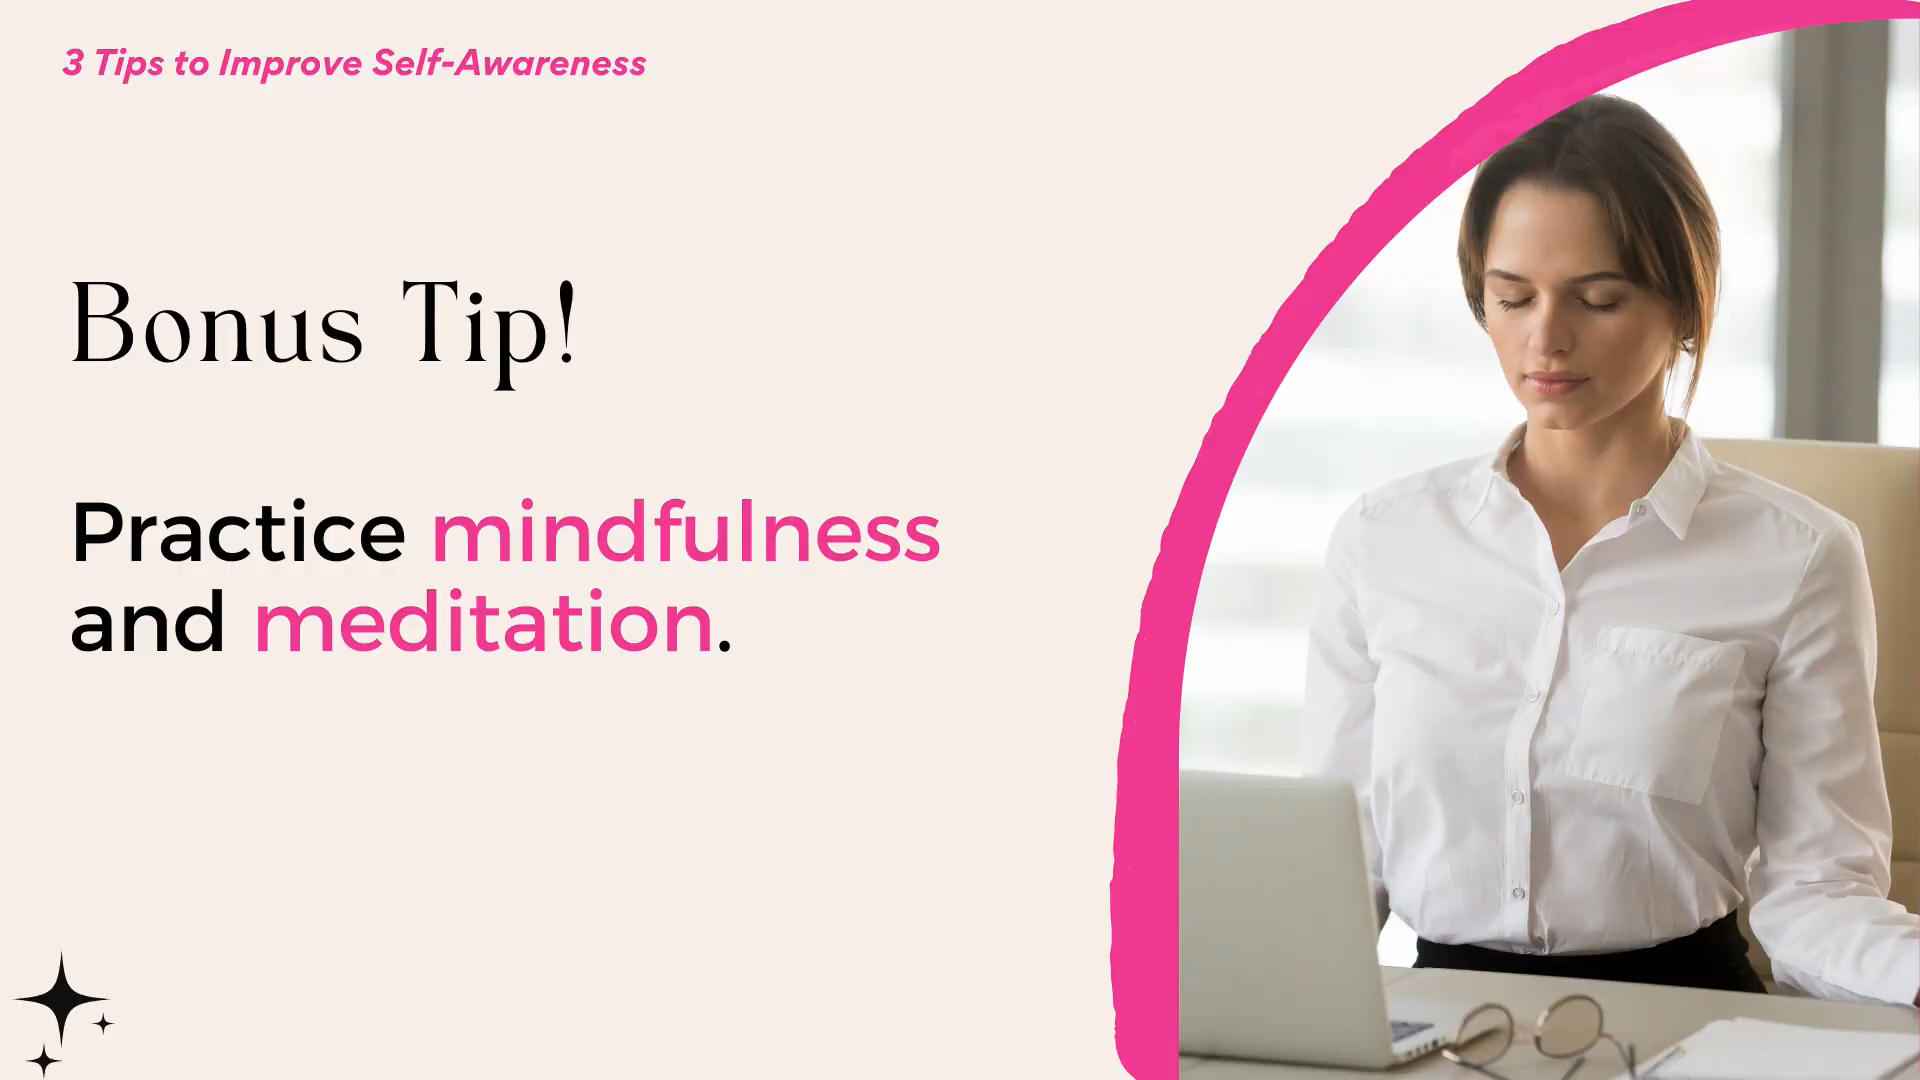 3 Tips to Improve Self-Awareness
Bonus Tip!
Practice mindfulness
and meditation.